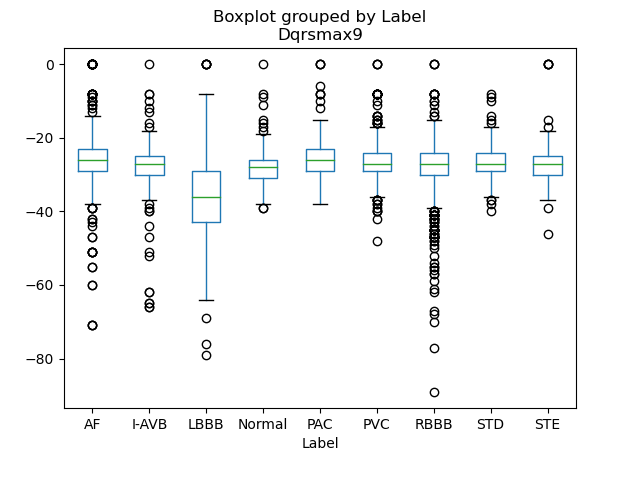 Boxplot grouped by Label
Dqrsmax9
0
−20
−40
−60
−80
AF I-AVB LBBB Normal PAC PVC RBBB STD STE
Label